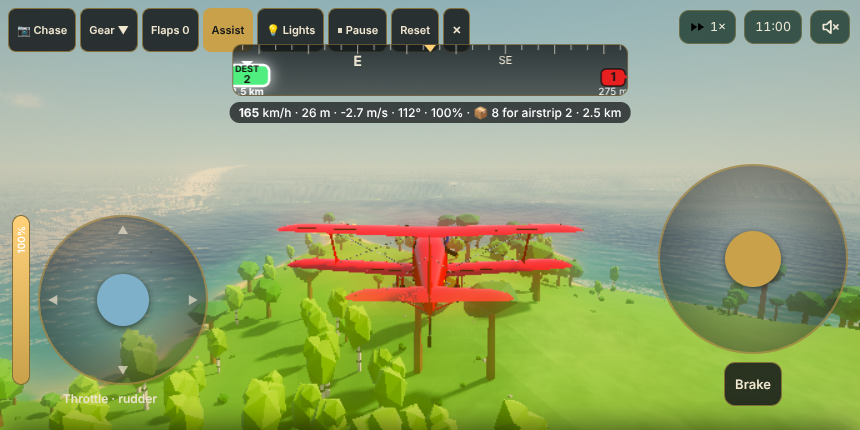 📷 Chase
Gear ▼
Flaps 0
Assist
💡 Lights
⏸ Pause
Reset
×
⏩ 1×
11:00
E
SE
DEST
2
5 km
1
275 m
165 km/h · 26 m · -2.7 m/s · 112° · 100% · 📦 8 for airstrip 2 · 2.5 km
100%
Throttle · rudder
Brake